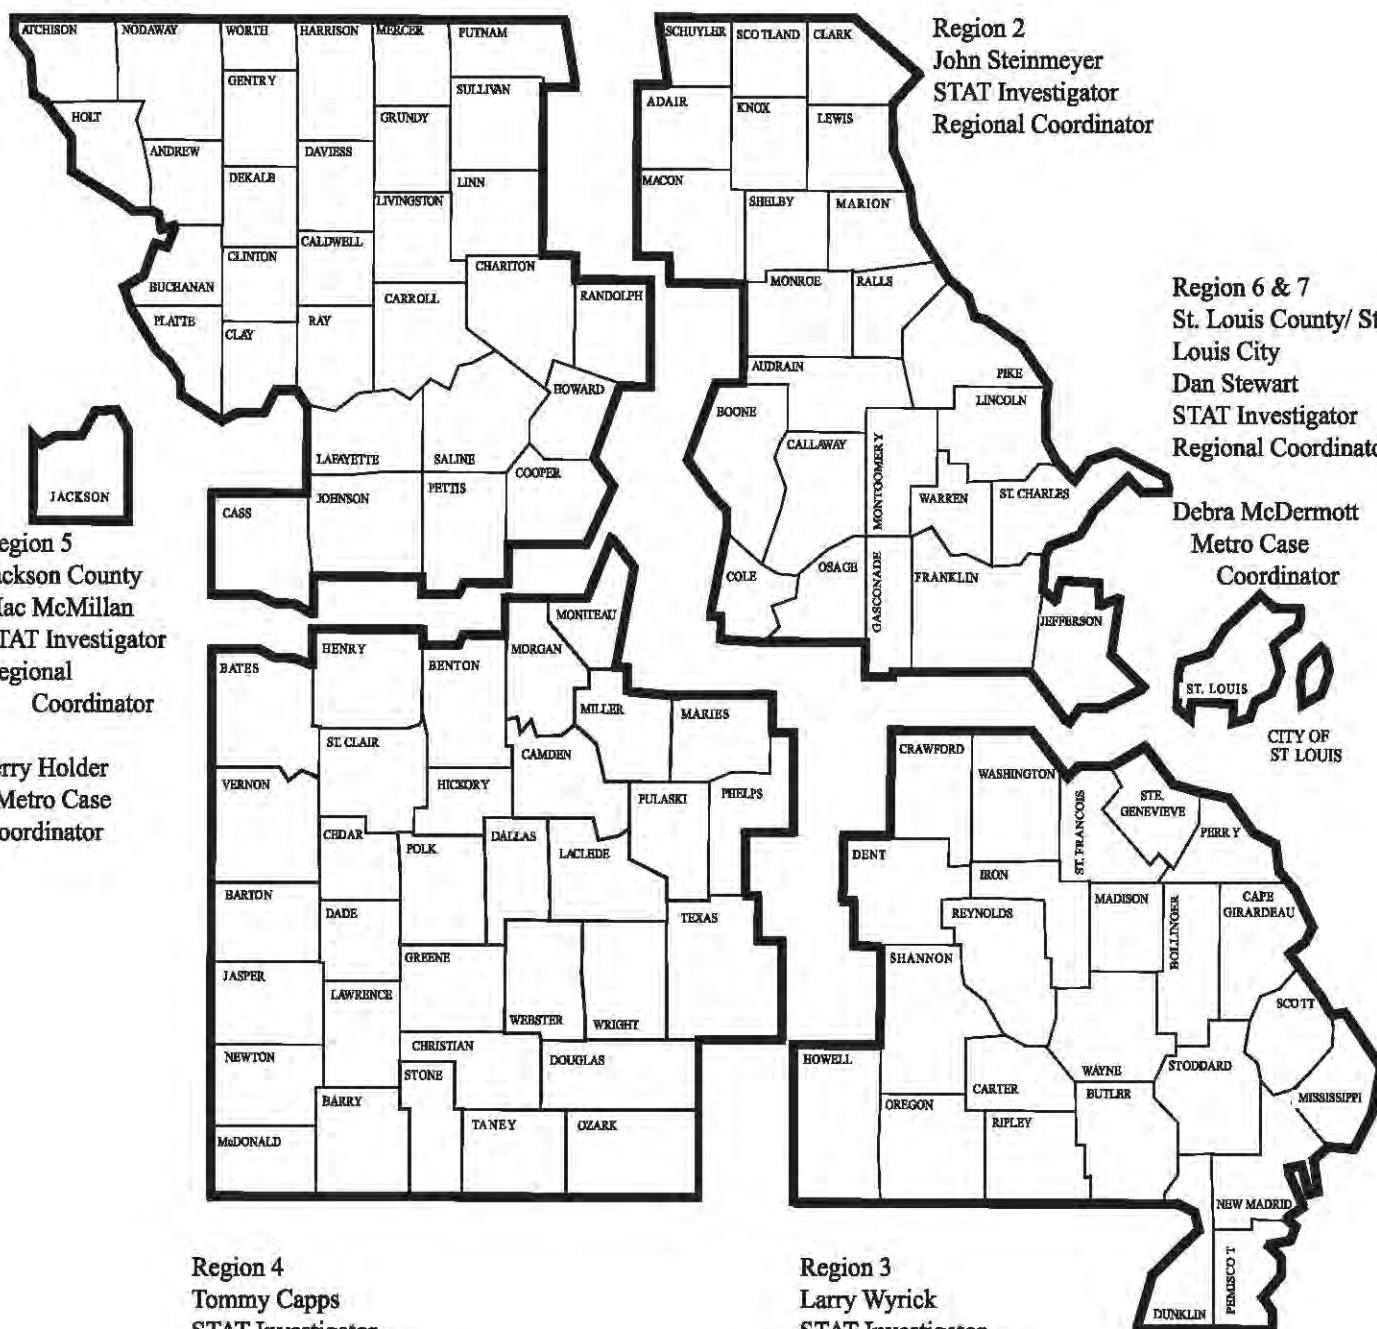 ATCHISON
NODAWAY
WORTH
HARRISON
MERCER
PUTNAM
GENTRY
SULLIVAN
HOLT
GRUNDY
ANDREW
DAVIESS
DEKALB
LINN
LIVINGSTON
CALDWELL
CLINTON
CHARITON
BUCHANAN
CARROLL
RANDOLPH
PLATTE
CLAY
RAY
HOWARD
LAFAYETTE
SALINE
COOPER
CASS
JOHNSON
PETTIS
JACKSON
egion 5
ckson County
ac McMillan
TAT Investigator
egional
Coordinator
erry Holder
Metro Case
oordinator
SCHUYLER
SCOTLAND
CLARK
ADAIR
KNOX
LEWIS
MACON
SHELBY
MARION
MONROE
RALLS
AUDRAIN
PIKE
LINCOLN
BOONE
CALLAWAY
MONTGOMERY
WARREN
ST. CHARLES
COLE
OSAGE
GASCONADE
FRANKLIN
JEFFERSON
Region 2
John Steinmeyer
STAT Investigator
Regional Coordinator
Region 6 & 7
St. Louis County/ St
Louis City
Dan Stewart
STAT Investigator
Regional Coordinato
Debra McDermott
Metro Case
Coordinator
ST. LOUIS
CITY OF
ST LOUIS
MONITEAU
BATES
HENRY
BENTON
MORGAN
MILLER
MARIES
ST. CLAIR
CAMDEN
VERNON
HICKORY
PULASKI
PHELPS
CEDAR
POLK
DALLAS
LACLEDE
BARTON
DADE
TEXAS
GREENE
JASPER
LAWRENCE
WEBSTER
WRIGHT
NEWTON
CHRISTIAN
DOUGLAS
STONE
BARRY
McDONALD
TANEY
OZARK
CRAWFORD
WASHINGTON
ST. FRANCOIS
STE.
GENEVIEVE
PERRY
DENT
IRON
REYNOLDS
MADISON
BOLLINGER
CAPE
GIRARDEAU
SHANNON
SCOTT
HOWELL
WAYNE
STODDARD
CARTER
BUTLER
MISSISSIPPI
OREGON
RIPLEY
NEW MADRID
DUNKLIN
PEMISCOT
Region 4
Tommy Capps
STAT Investigator
Region 3
Larry Wyrick
STAT Investigator